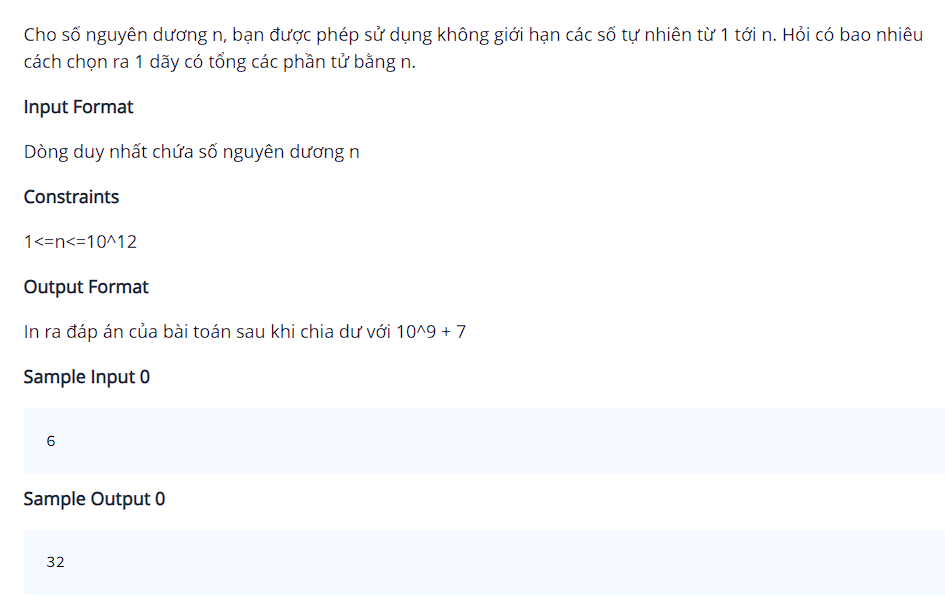 Cho số nguyên dương n, bạn được phép sử dụng không giới hạn các số tự nhiên từ 1 tới n. Hỏi có bao nhiêu
cách chọn ra 1 dãy có tổng các phần tử bằng n.
Input Format
Dòng duy nhất chứa số nguyên dương n
Constraints
1<=n<=10^12
Output Format
In ra đáp án của bài toán sau khi chia dư với 10^9 + 7
Sample Input 0
6
Sample Output 0
32